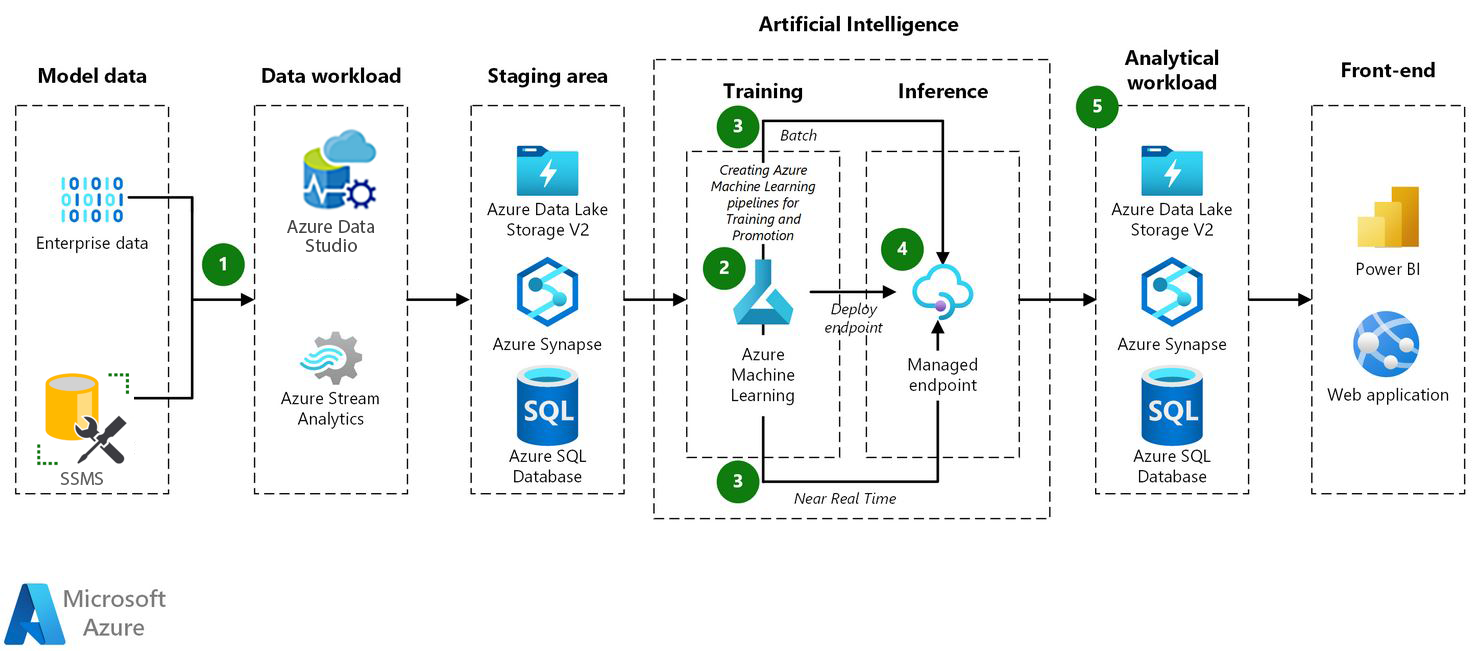 Model data
Enterprise data
SSMS
1
Data workload
Azure Data
Studio
Azure Stream
Analytics
Staging area
Azure Data Lake
Storage V2
Azure Synapse
SQL
Azure SQL
Database
Artificial Intelligence
Training
3
Batch
Creating Azure
Machine Learning
pipelines for
Training and
Promotion
2
Azure
Machine
Learning
Deploy
endpoint
3
Near Real Time
Inference
4
Managed
endpoint
Analytical
workload
5
Azure Data Lake
Storage V2
Azure Synapse
SQL
Azure SQL
Database
Front-end
Power BI
Web application
Microsoft
Azure